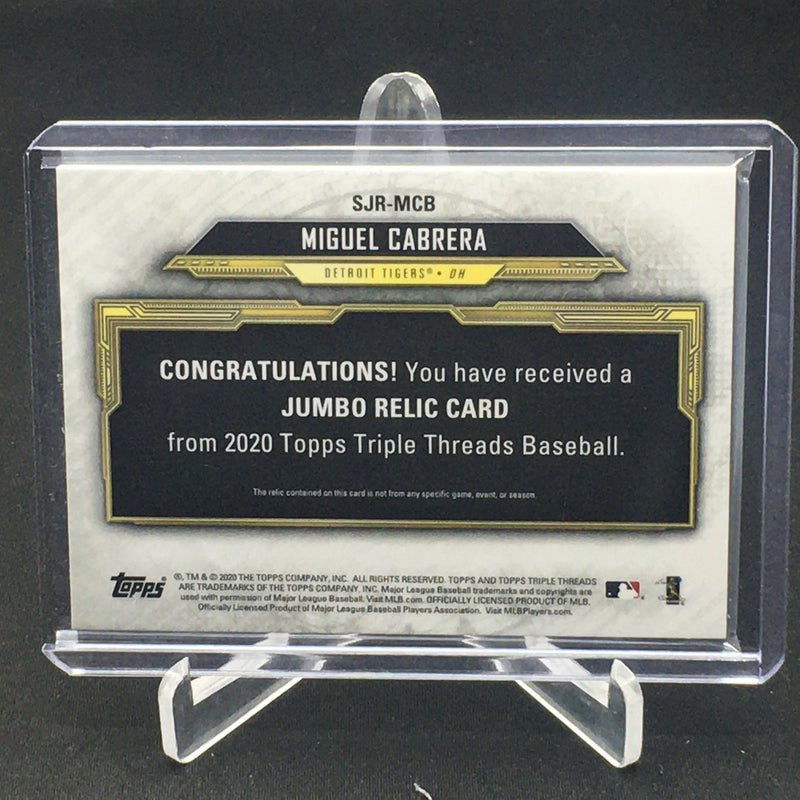 SJR-MCB
MIGUEL CABRERA
DETROIT TIGERS® • DH
CONGRATULATIONS! You have received a
JUMBO RELIC CARD
from 2020 Topps Triple Threads Baseball.
The relic contained on this card is not from any specific game, event, or season.
topps® ®, TM & © 2020 THE TOPPS COMPANY, INC. ALL RIGHTS RESERVED. TOPPS AND TOPPS TRIPLE THREADS
ARE TRADEMARKS OF THE TOPPS COMPANY, INC. Major League Baseball trademarks and copyrights are
used with permission of Major League Baseball. Visit MLB.com. OFFICIALLY LICENSED PRODUCT OF MLB.
Officially Licensed Product of Major League Baseball Players Association. Visit MLBPlayers.com.